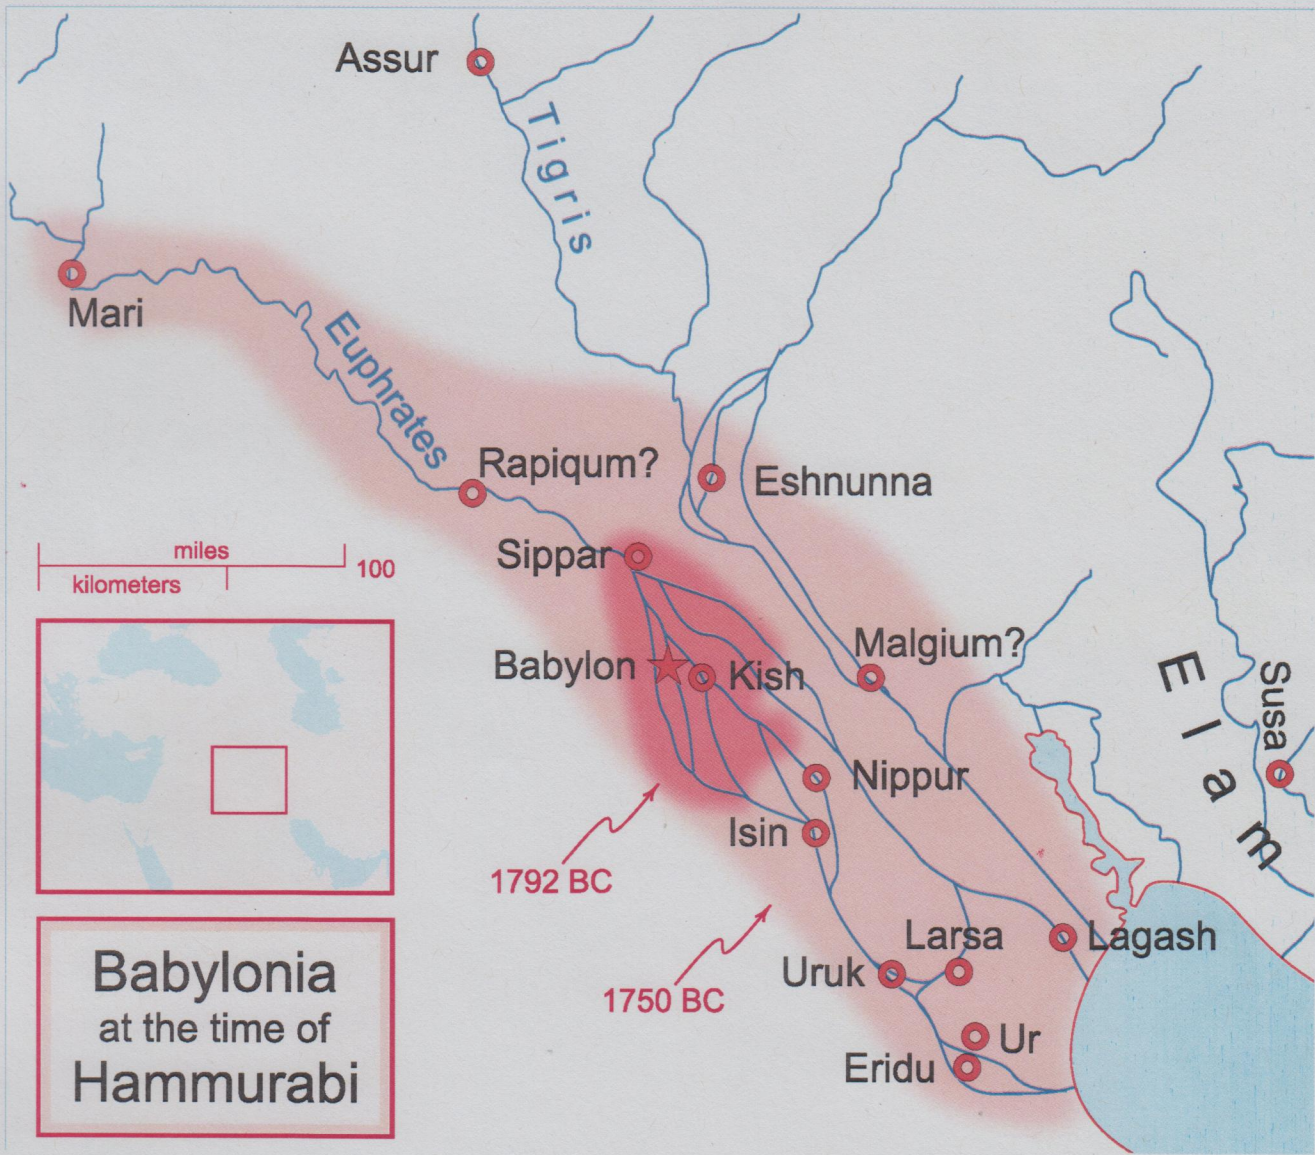 Assur
Tigris
Mari
Euphrates
Rapiqum?
Eshnunna
Sippar
miles
kilometers
100
Babylon
Kish
Malgium?
Elam
Susa
Nippur
Isin
1792 BC
Larsa
Lagash
Uruk
1750 BC
Ur
Eridu
Babylonia
at the time of
Hammurabi